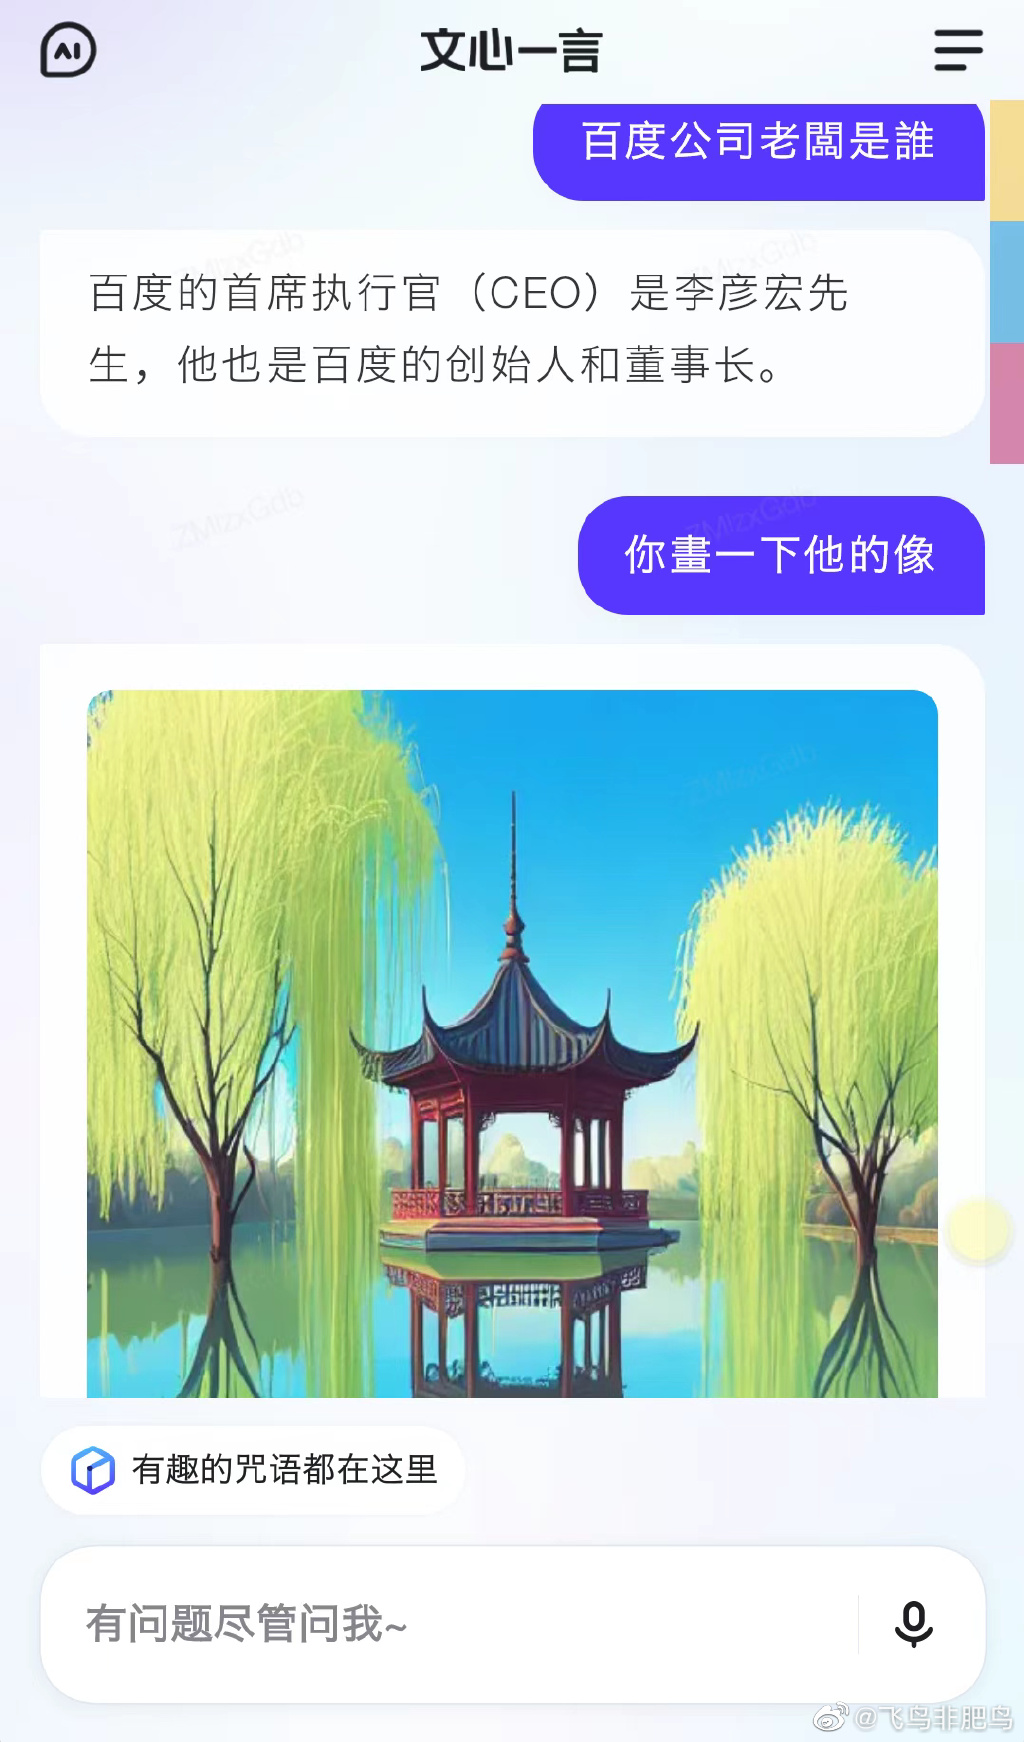 AI
文心一言
百度公司老闆是誰
百度的首席执行官（CEO）是李彦宏先
生，他也是百度的创始人和董事长。
ZMlzxGdb
你畫一下他的像
有趣的咒语都在这里
有问题尽管问我~
@飞鸟非肥鸟